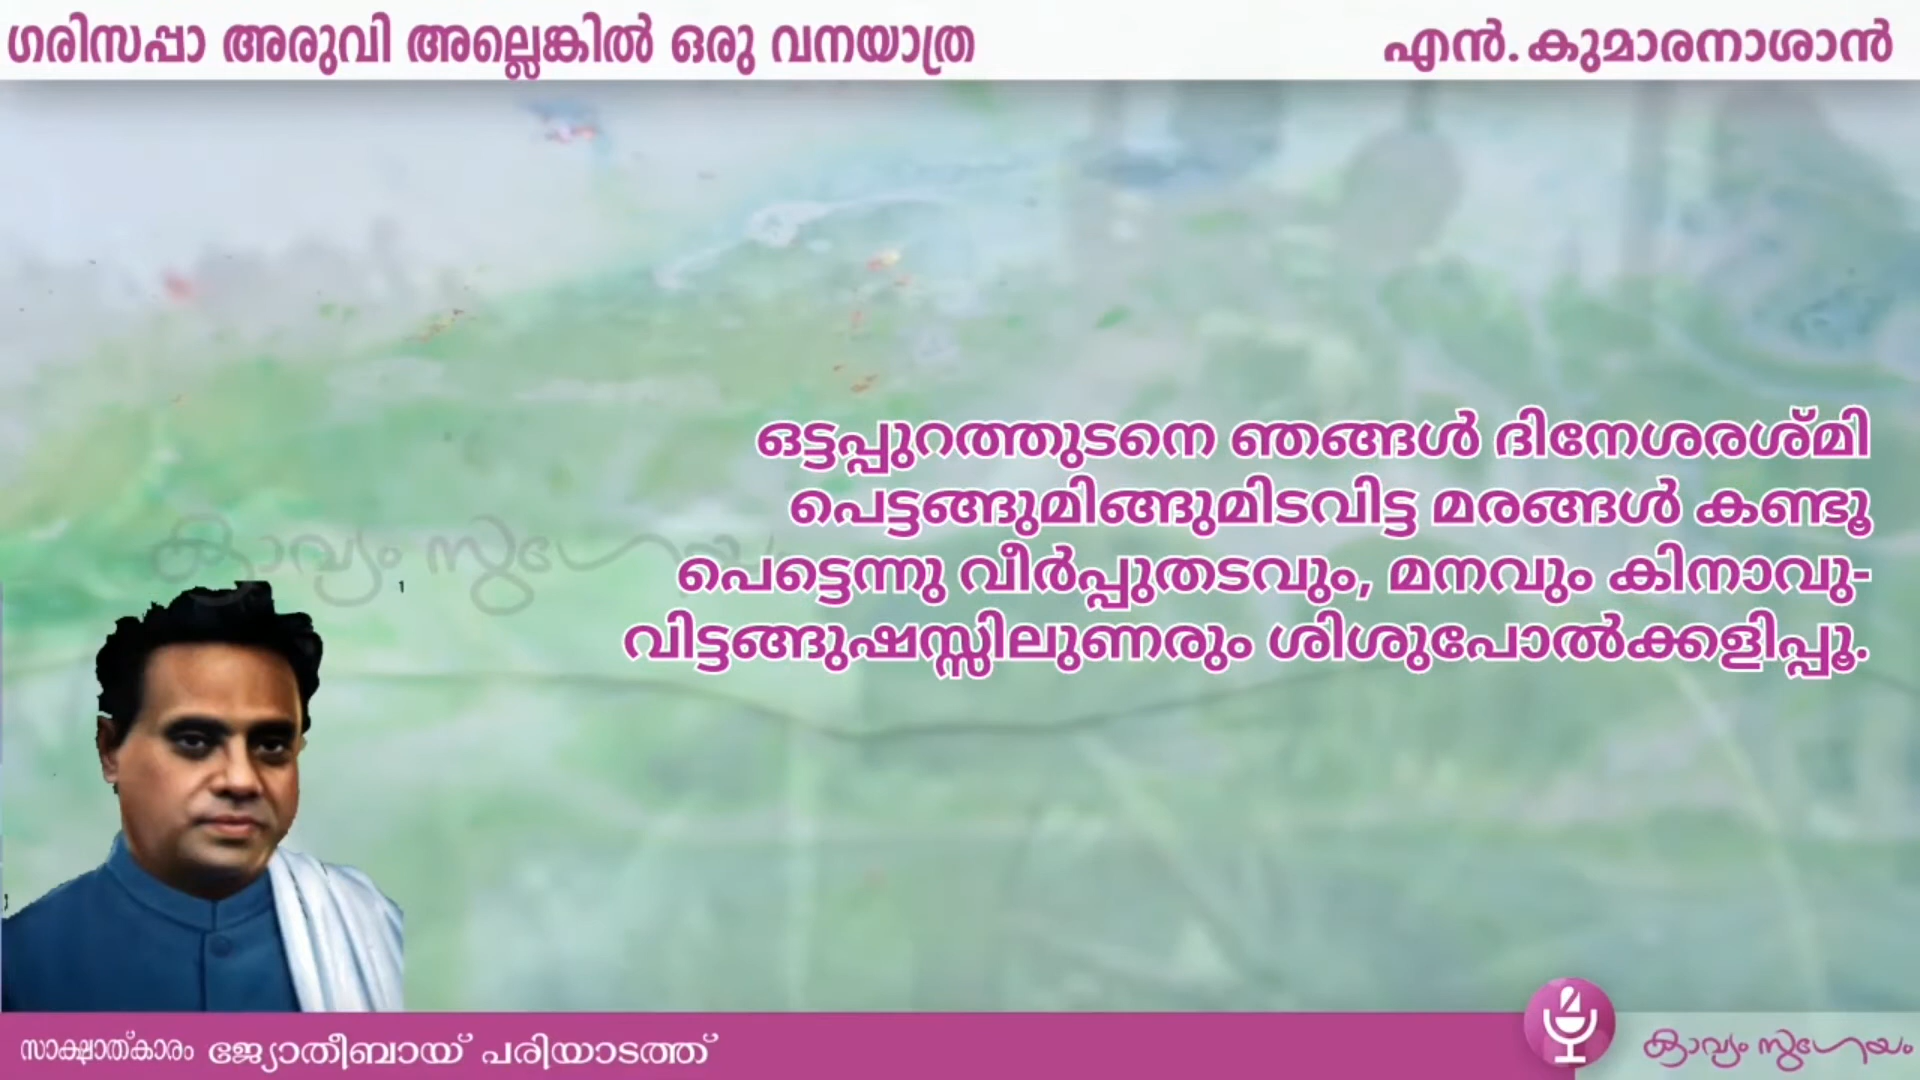 ഗരിസപ്പാ അരുവി അല്ലെങ്കിൽ ഒരു വനയാത്ര
എൻ.കുമാരനാശാൻ
ഒട്ടപ്പുറത്തുടനെ ഞങ്ങൾ ദിനേശരശ്മി
പെട്ടങ്ങുമിങ്ങുമിടവിട്ട മരങ്ങൾ കണ്ടൂ
പെട്ടെന്നു വീർപ്പുതടവും, മനവും കിനാവു-
വിട്ടങ്ങുഷസ്സിലുണരും ശിശുപോൽക്കളിപ്പൂ.
കാവ്യം സുഗേയം
സാക്ഷാത്കാരം ജ്യോതീബായ് പരിയാടത്ത്
കാവ്യം സുഗേയം